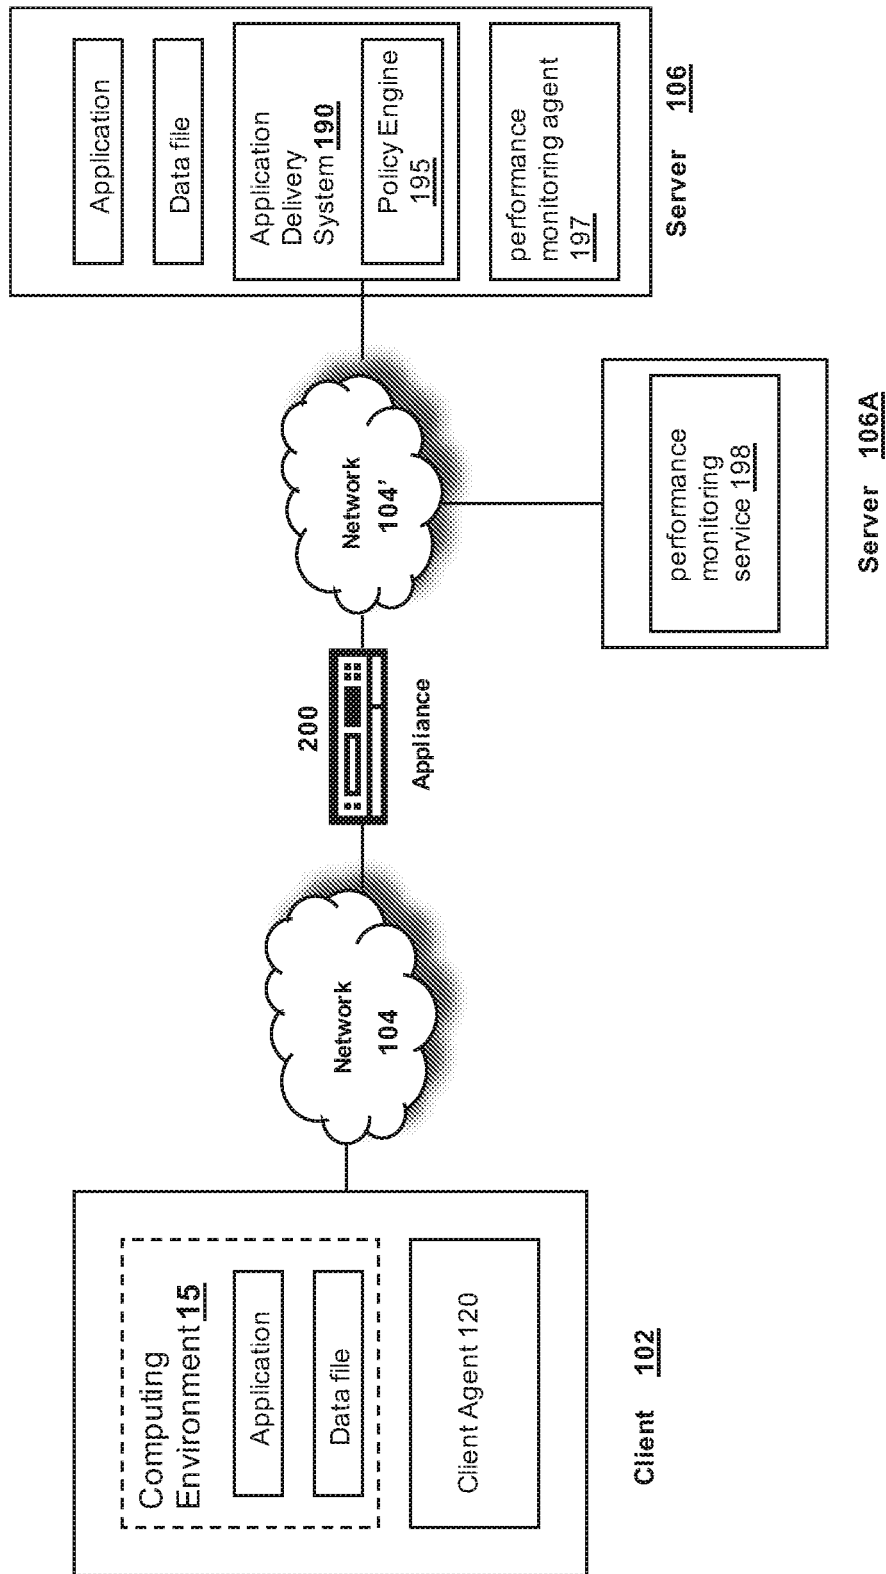 Computing
Environment 15
Application
Data file
Client Agent 120
Client 102
Network
104
200
Appliance
Network
104’
Application
Data file
Application
Delivery
System 190
Policy Engine
195
performance
monitoring agent
197
Server 106
performance
monitoring
service 198
Server 106A